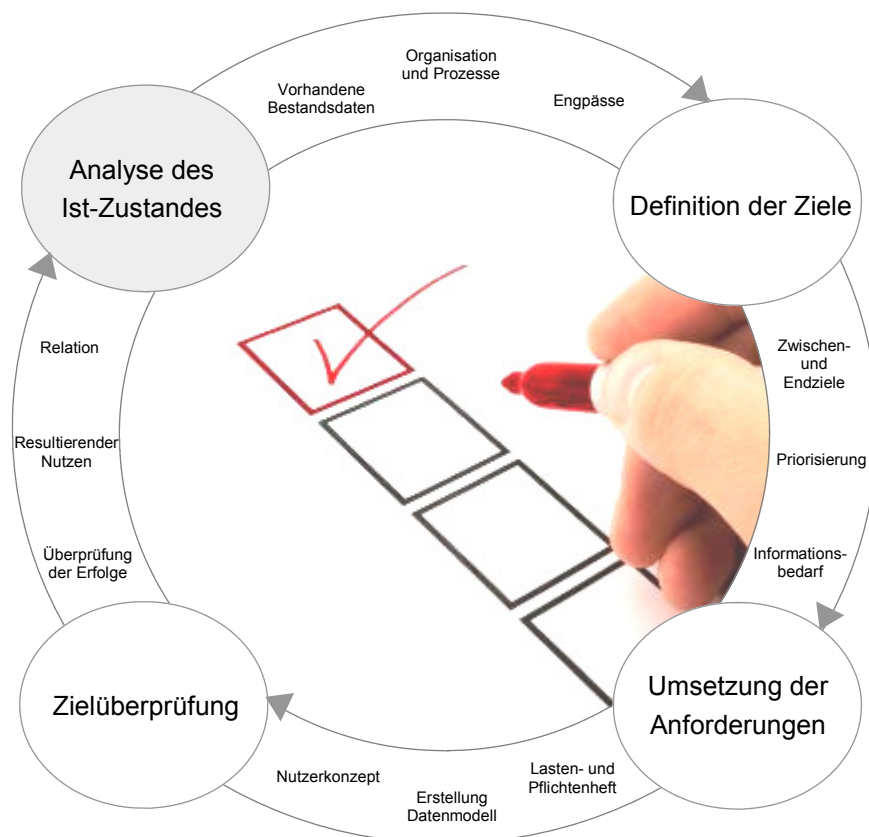 Organisation
und Prozesse
Vorhandene
Bestandsdaten
Engpässe
Analyse des
Ist-Zustandes
Definition der Ziele
Zwischen-
und
Endziele
Priorisierung
Informations-
bedarf
Umsetzung der
Anforderungen
Lasten- und
Pflichtenheft
Erstellung
Datenmodell
Nutzerkonzept
Zielüberprüfung
Überprüfung
der Erfolge
Resultierender
Nutzen
Relation